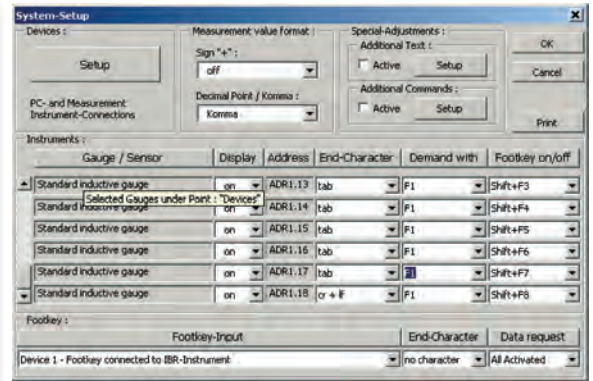 System-Setup
Devices :
Setup
PC- and Measurement
Instrument-Connections
Measurement value format :
Sign "+" :
off
Decimal Point / Komma :
Komma
Special-Adjustments :
Additional Text :
Active Setup
Additional Commands :
Active Setup
OK
Cancel
Print
Instruments :
Gauge / Sensor Display Address End-Character Demand with Footkey on/off
Standard inductive gauge on ADR1.13 tab F1 Shift+F3
Selected Gauges under Point : "Devices"
Standard inductive gauge on ADR1.14 tab F1 Shift+F4
Standard inductive gauge on ADR1.15 tab F1 Shift+F5
Standard inductive gauge on ADR1.16 tab F1 Shift+F6
Standard inductive gauge on ADR1.17 tab F1 Shift+F7
Standard inductive gauge on ADR1.18 cr + lf F1 Shift+F8
Footkey :
Footkey-Input End-Character Data request
Device 1 - Footkey connected to IBR-Instrument no character All Activated